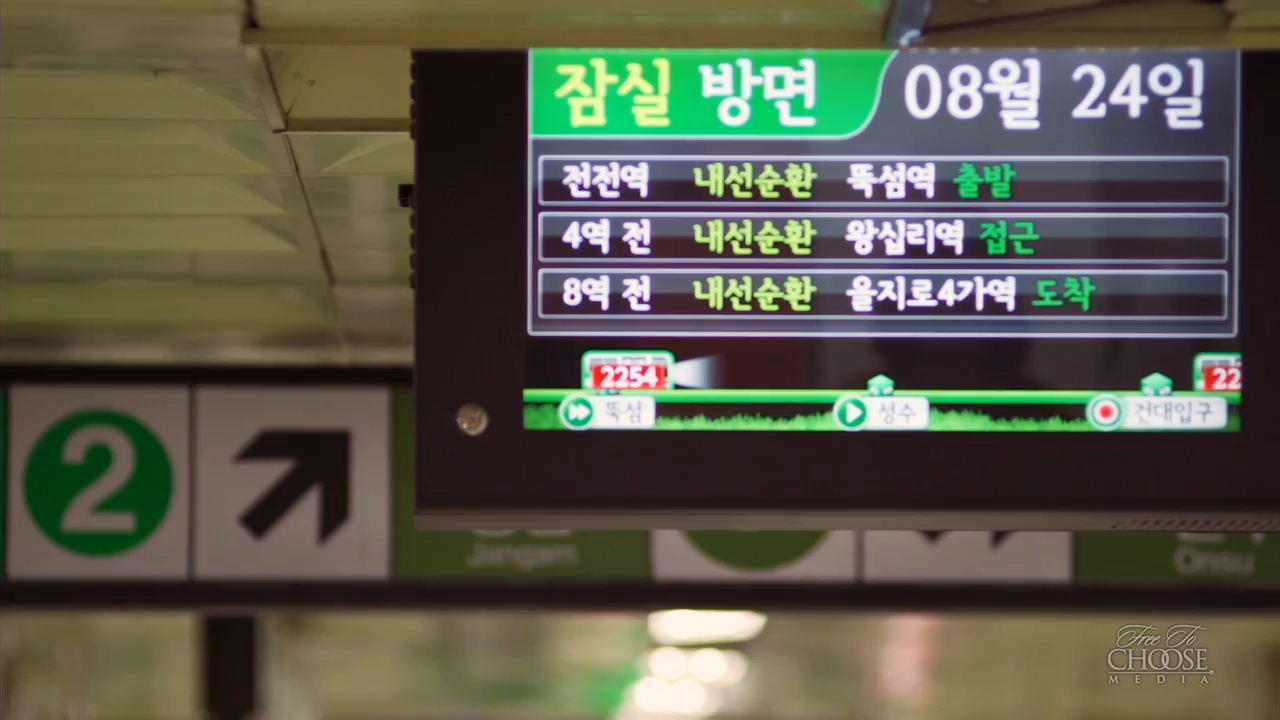 잠실 방면 08월 24일
전전역 내선순환 뚝섬역 출발
4역 전 내선순환 왕십리역 접근
8역 전 내선순환 을지로4가역 도착
2254 22
뚝섬 성수 건대입구
2
Jangam Onsu
Free To
CHOOSE
MEDIA